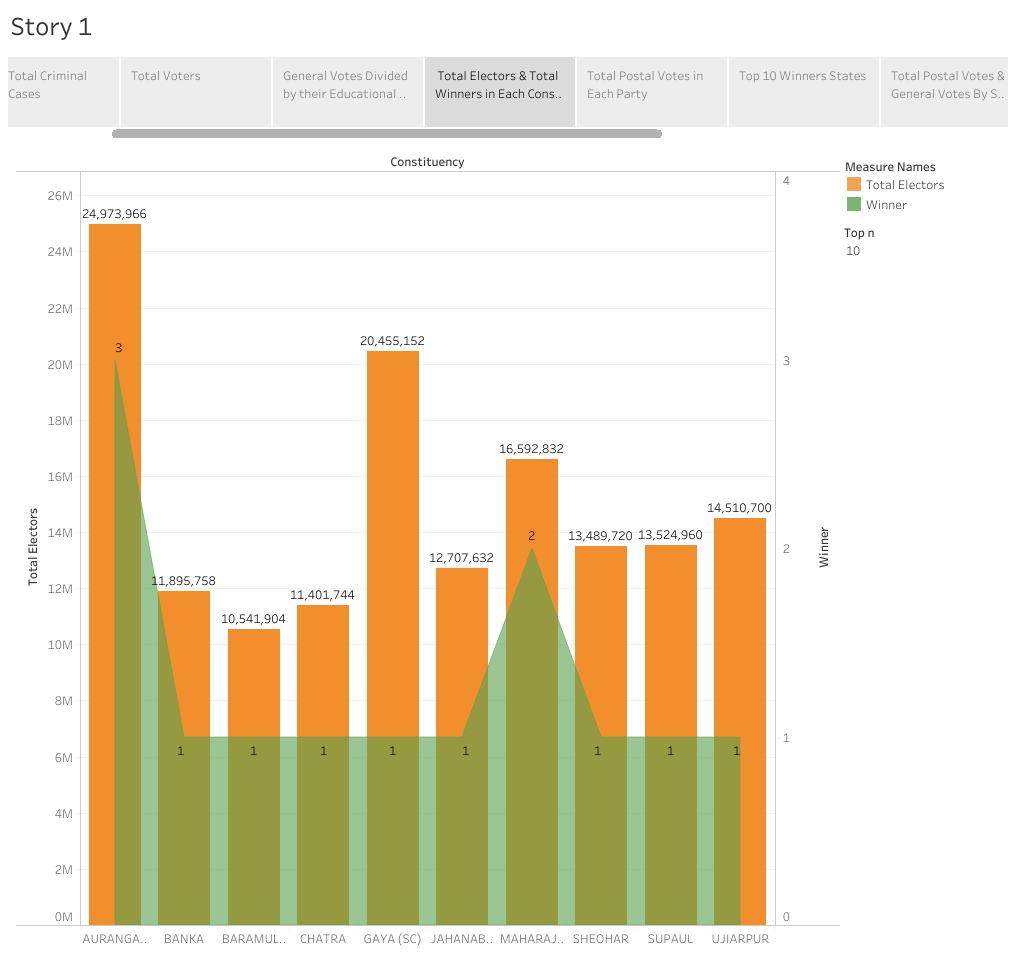 Story 1
Total Criminal
Cases
Total Voters
General Votes Divided
by their Educational ..
Total Electors & Total
Winners in Each Cons..
Total Postal Votes in
Each Party
Top 10 Winners States
Total Postal Votes &
General Votes By S..
Constituency
Measure Names
Total Electors
Winner
Top n
10
Total Electors
26M
24M
22M
20M
18M
16M
14M
12M
10M
8M
6M
4M
2M
0M
24,973,966
11,895,758
10,541,904
11,401,744
20,455,152
12,707,632
16,592,832
13,489,720
13,524,960
14,510,700
3
1
1
1
1
1
2
1
1
1
4
3
2
1
0
Winner
AURANGA..
BANKA
BARAMUL..
CHATRA
GAYA (SC)
JAHANAB..
MAHARAJ..
SHEOHAR
SUPAUL
UJIARPUR